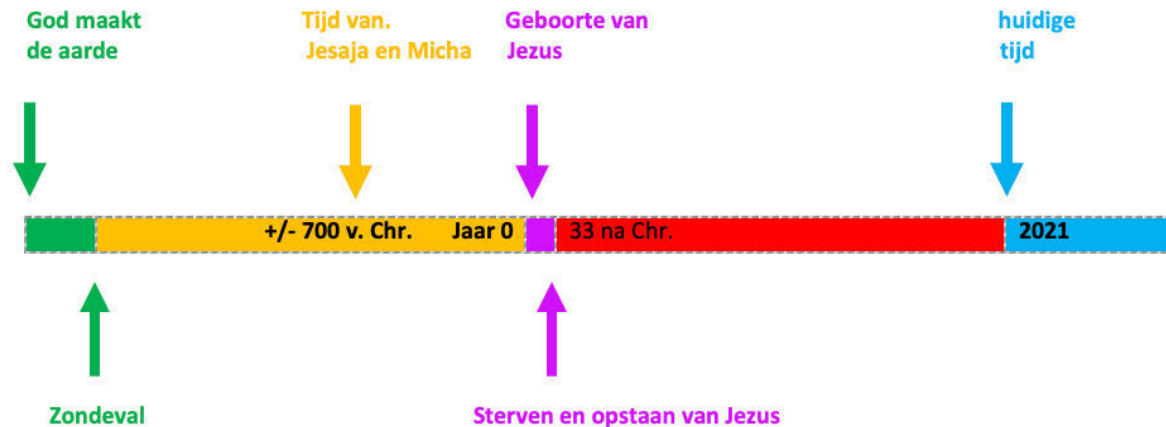 God maakt
de aarde
Tijd van.
Jesaja en Micha
Geboorte van
Jezus
huidige
tijd
+/- 700 v. Chr.
Jaar 0
33 na Chr.
2021
Zondeval
Sterven en opstaan van Jezus